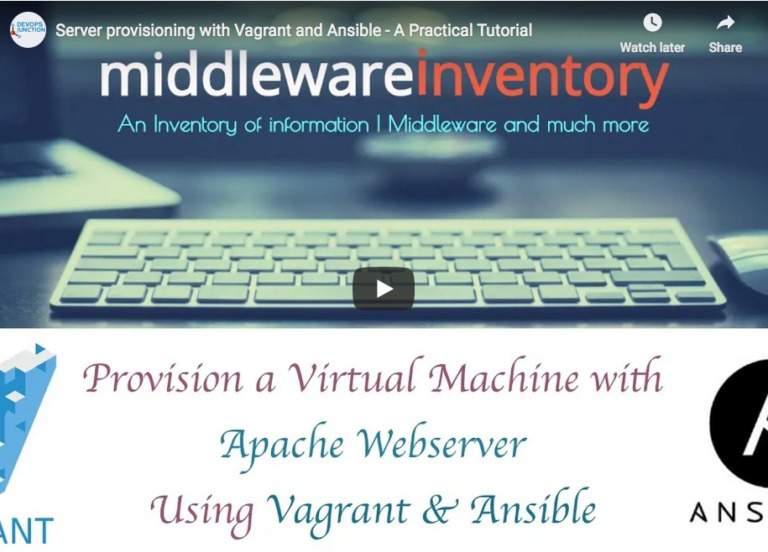 DEVOPS
JUNCTION
Server provisioning with Vagrant and Ansible - A Practical Tutorial
Watch later
Share
middlewareinventory
An Inventory of information | Middleware and much more
Provision a Virtual Machine with
Apache Webserver
Using Vagrant & Ansible
ANT
ANS